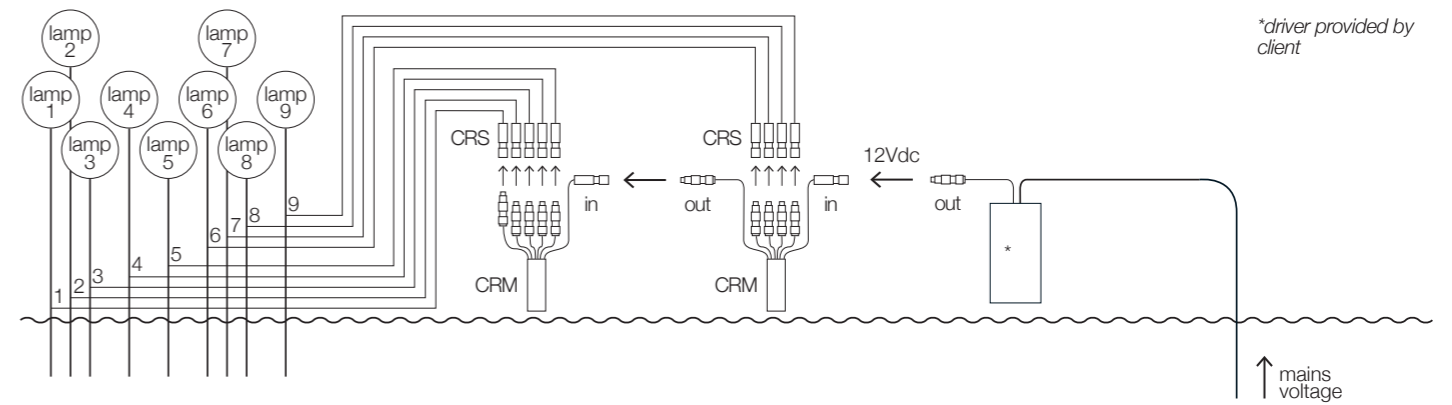 lamp
2
lamp
7
*driver provided by
client
lamp
1
lamp
4
lamp
6
lamp
9
lamp
3
lamp
5
lamp
8
CRS
CRS
12Vdc
in
out
in
out
9
8
7
6
5
4
3
2
1
*
CRM
CRM
mains
voltage